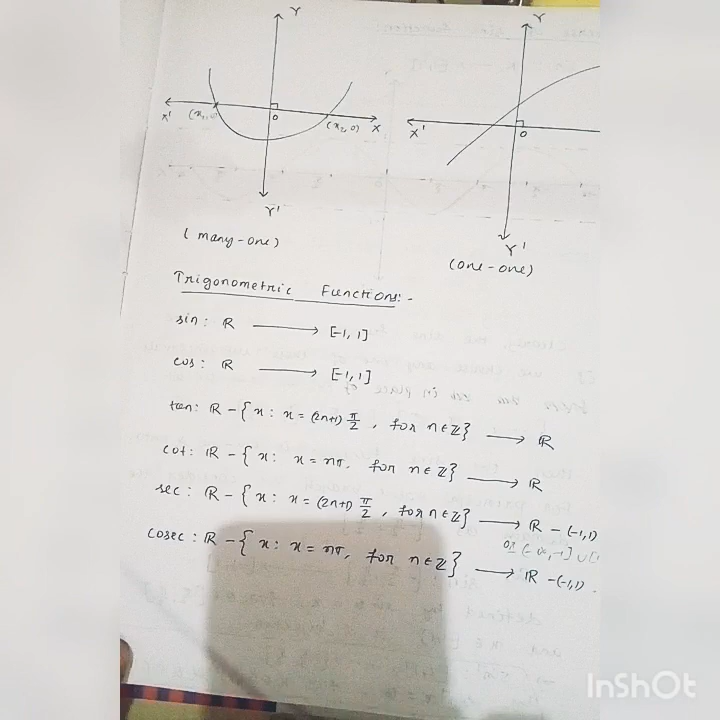 Y
Y
X'
(x₁, 0)
O
(x₂, 0)
X
X'
O
Y'
Y'
( many-one)
(one-one)
Trigonometric Functions:-
sin: ℝ ⟶ [-1, 1]
cos: ℝ ⟶ [-1, 1]
tan: ℝ - { x : x = (2n+1) π/2 , for n∈ℤ} ⟶ ℝ
cot: ℝ - { x : x = nπ, for n∈ℤ} ⟶ ℝ
sec: ℝ - { x : x = (2n+1) π/2 , for n∈ℤ} ⟶ ℝ - (-1, 1)
or (-∞, -1] ∪ [1
cosec: ℝ - { x : x = nπ, for n∈ℤ} ⟶ ℝ - (-1, 1) .
InShOt